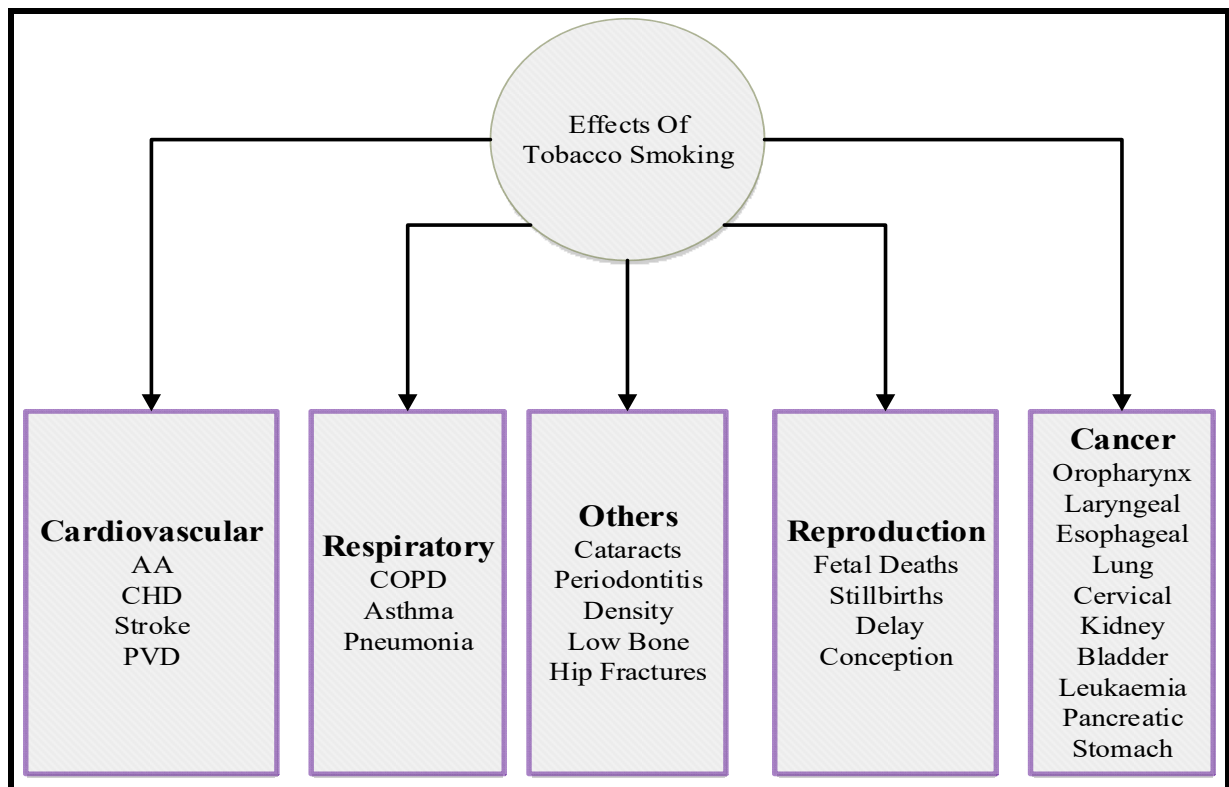 Effects Of
Tobacco Smoking
Cardiovascular
AA
CHD
Stroke
PVD
Respiratory
COPD
Asthma
Pneumonia
Others
Cataracts
Periodontitis
Density
Low Bone
Hip Fractures
Reproduction
Fetal Deaths
Stillbirths
Delay
Conception
Cancer
Oropharynx
Laryngeal
Esophageal
Lung
Cervical
Kidney
Bladder
Leukaemia
Pancreatic
Stomach